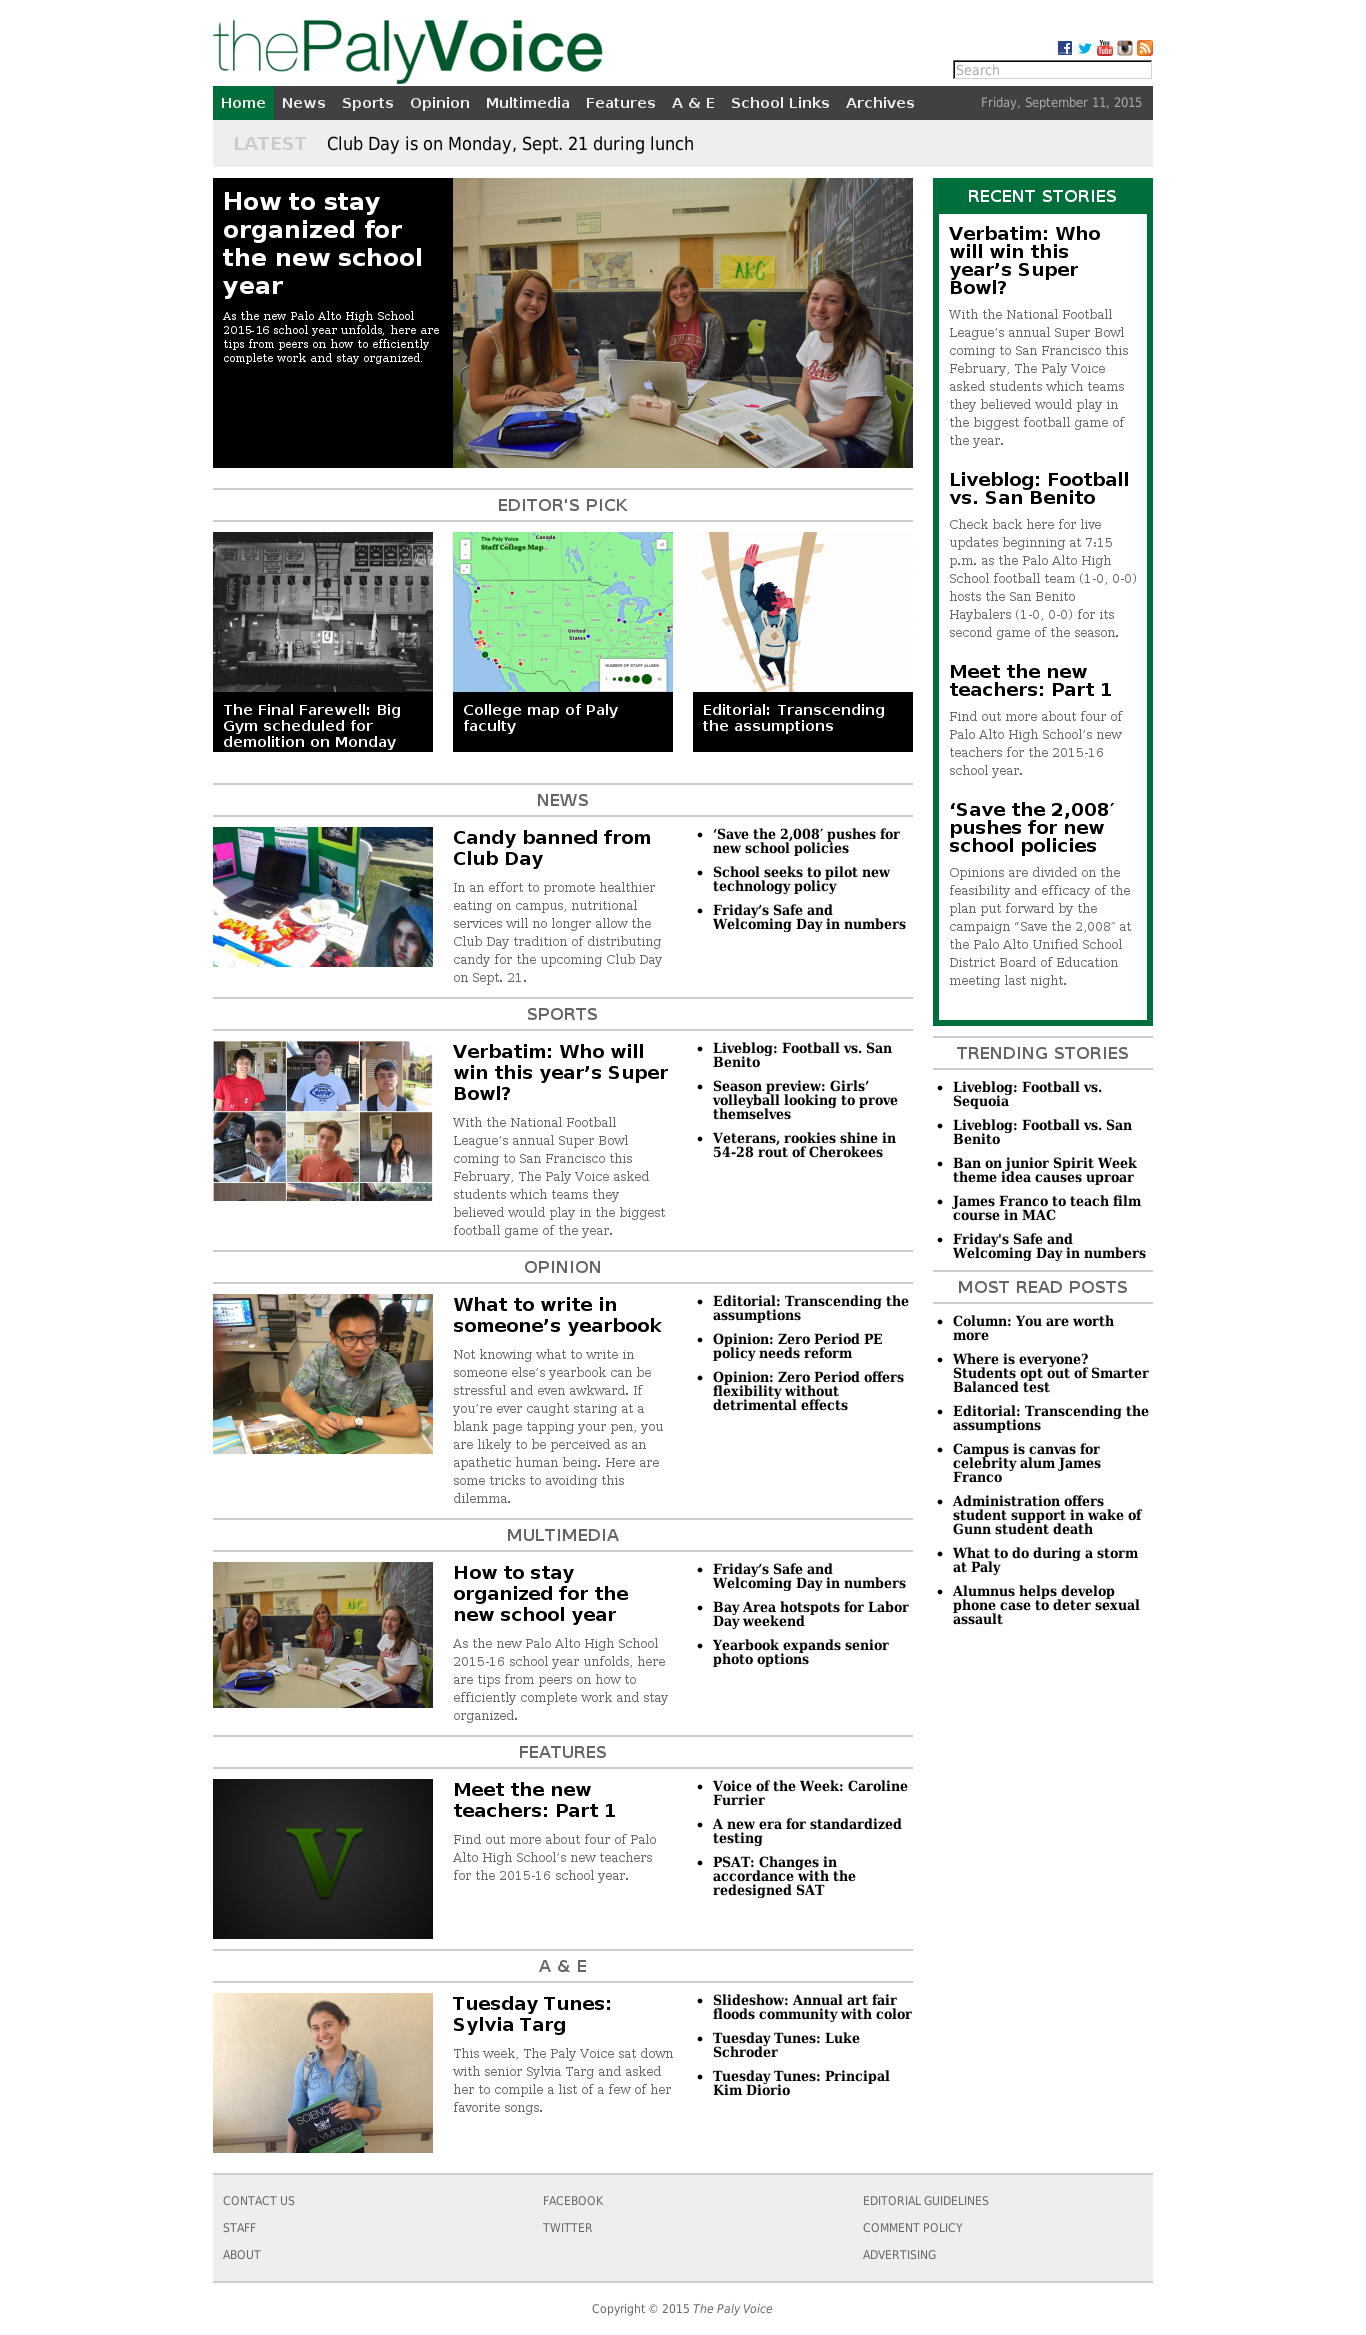 thePalyVoice
Search
Home News Sports Opinion Multimedia Features A & E School Links Archives Friday, September 11, 2015
LATEST Club Day is on Monday, Sept. 21 during lunch
How to stay
organized for
the new school
year
As the new Palo Alto High School
2015-16 school year unfolds, here are
tips from peers on how to efficiently
complete work and stay organized.
ARC
EDITOR'S PICK
The Final Farewell: Big
Gym scheduled for
demolition on Monday
The Paly Voice
Staff College Map
Canada
United
States
NUMBER OF STAFF ALUMNI
College map of Paly
faculty
Editorial: Transcending
the assumptions
NEWS
Candy banned from
Club Day
In an effort to promote healthier
eating on campus, nutritional
services will no longer allow the
Club Day tradition of distributing
candy for the upcoming Club Day
on Sept. 21.
• ‘Save the 2,008′ pushes for
new school policies
• School seeks to pilot new
technology policy
• Friday’s Safe and
Welcoming Day in numbers
SPORTS
Verbatim: Who will
win this year’s Super
Bowl?
With the National Football
League’s annual Super Bowl
coming to San Francisco this
February, The Paly Voice asked
students which teams they
believed would play in the biggest
football game of the year.
• Liveblog: Football vs. San
Benito
• Season preview: Girls’
volleyball looking to prove
themselves
• Veterans, rookies shine in
54-28 rout of Cherokees
OPINION
What to write in
someone’s yearbook
Not knowing what to write in
someone else’s yearbook can be
stressful and even awkward. If
you’re ever caught staring at a
blank page tapping your pen, you
are likely to be perceived as an
apathetic human being. Here are
some tricks to avoiding this
dilemma.
• Editorial: Transcending the
assumptions
• Opinion: Zero Period PE
policy needs reform
• Opinion: Zero Period offers
flexibility without
detrimental effects
MULTIMEDIA
ARC
How to stay
organized for the
new school year
As the new Palo Alto High School
2015-16 school year unfolds, here
are tips from peers on how to
efficiently complete work and stay
organized.
• Friday’s Safe and
Welcoming Day in numbers
• Bay Area hotspots for Labor
Day weekend
• Yearbook expands senior
photo options
FEATURES
V
Meet the new
teachers: Part 1
Find out more about four of Palo
Alto High School’s new teachers
for the 2015-16 school year.
• Voice of the Week: Caroline
Furrier
• A new era for standardized
testing
• PSAT: Changes in
accordance with the
redesigned SAT
A & E
SCIENCE
OLYMPIAD
Tuesday Tunes:
Sylvia Targ
This week, The Paly Voice sat down
with senior Sylvia Targ and asked
her to compile a list of a few of her
favorite songs.
• Slideshow: Annual art fair
floods community with color
• Tuesday Tunes: Luke
Schroder
• Tuesday Tunes: Principal
Kim Diorio
RECENT STORIES
Verbatim: Who
will win this
year’s Super
Bowl?
With the National Football
League’s annual Super Bowl
coming to San Francisco this
February, The Paly Voice
asked students which teams
they believed would play in
the biggest football game of
the year.
Liveblog: Football
vs. San Benito
Check back here for live
updates beginning at 7:15
p.m. as the Palo Alto High
School football team (1-0, 0-0)
hosts the San Benito
Haybalers (1-0, 0-0) for its
second game of the season.
Meet the new
teachers: Part 1
Find out more about four of
Palo Alto High School’s new
teachers for the 2015-16
school year.
‘Save the 2,008′
pushes for new
school policies
Opinions are divided on the
feasibility and efficacy of the
plan put forward by the
campaign “Save the 2,008″ at
the Palo Alto Unified School
District Board of Education
meeting last night.
TRENDING STORIES
• Liveblog: Football vs.
Sequoia
• Liveblog: Football vs. San
Benito
• Ban on junior Spirit Week
theme idea causes uproar
• James Franco to teach film
course in MAC
• Friday's Safe and
Welcoming Day in numbers
MOST READ POSTS
• Column: You are worth
more
• Where is everyone?
Students opt out of Smarter
Balanced test
• Editorial: Transcending the
assumptions
• Campus is canvas for
celebrity alum James
Franco
• Administration offers
student support in wake of
Gunn student death
• What to do during a storm
at Paly
• Alumnus helps develop
phone case to deter sexual
assault
CONTACT US FACEBOOK EDITORIAL GUIDELINES
STAFF TWITTER COMMENT POLICY
ABOUT ADVERTISING
Copyright © 2015 The Paly Voice